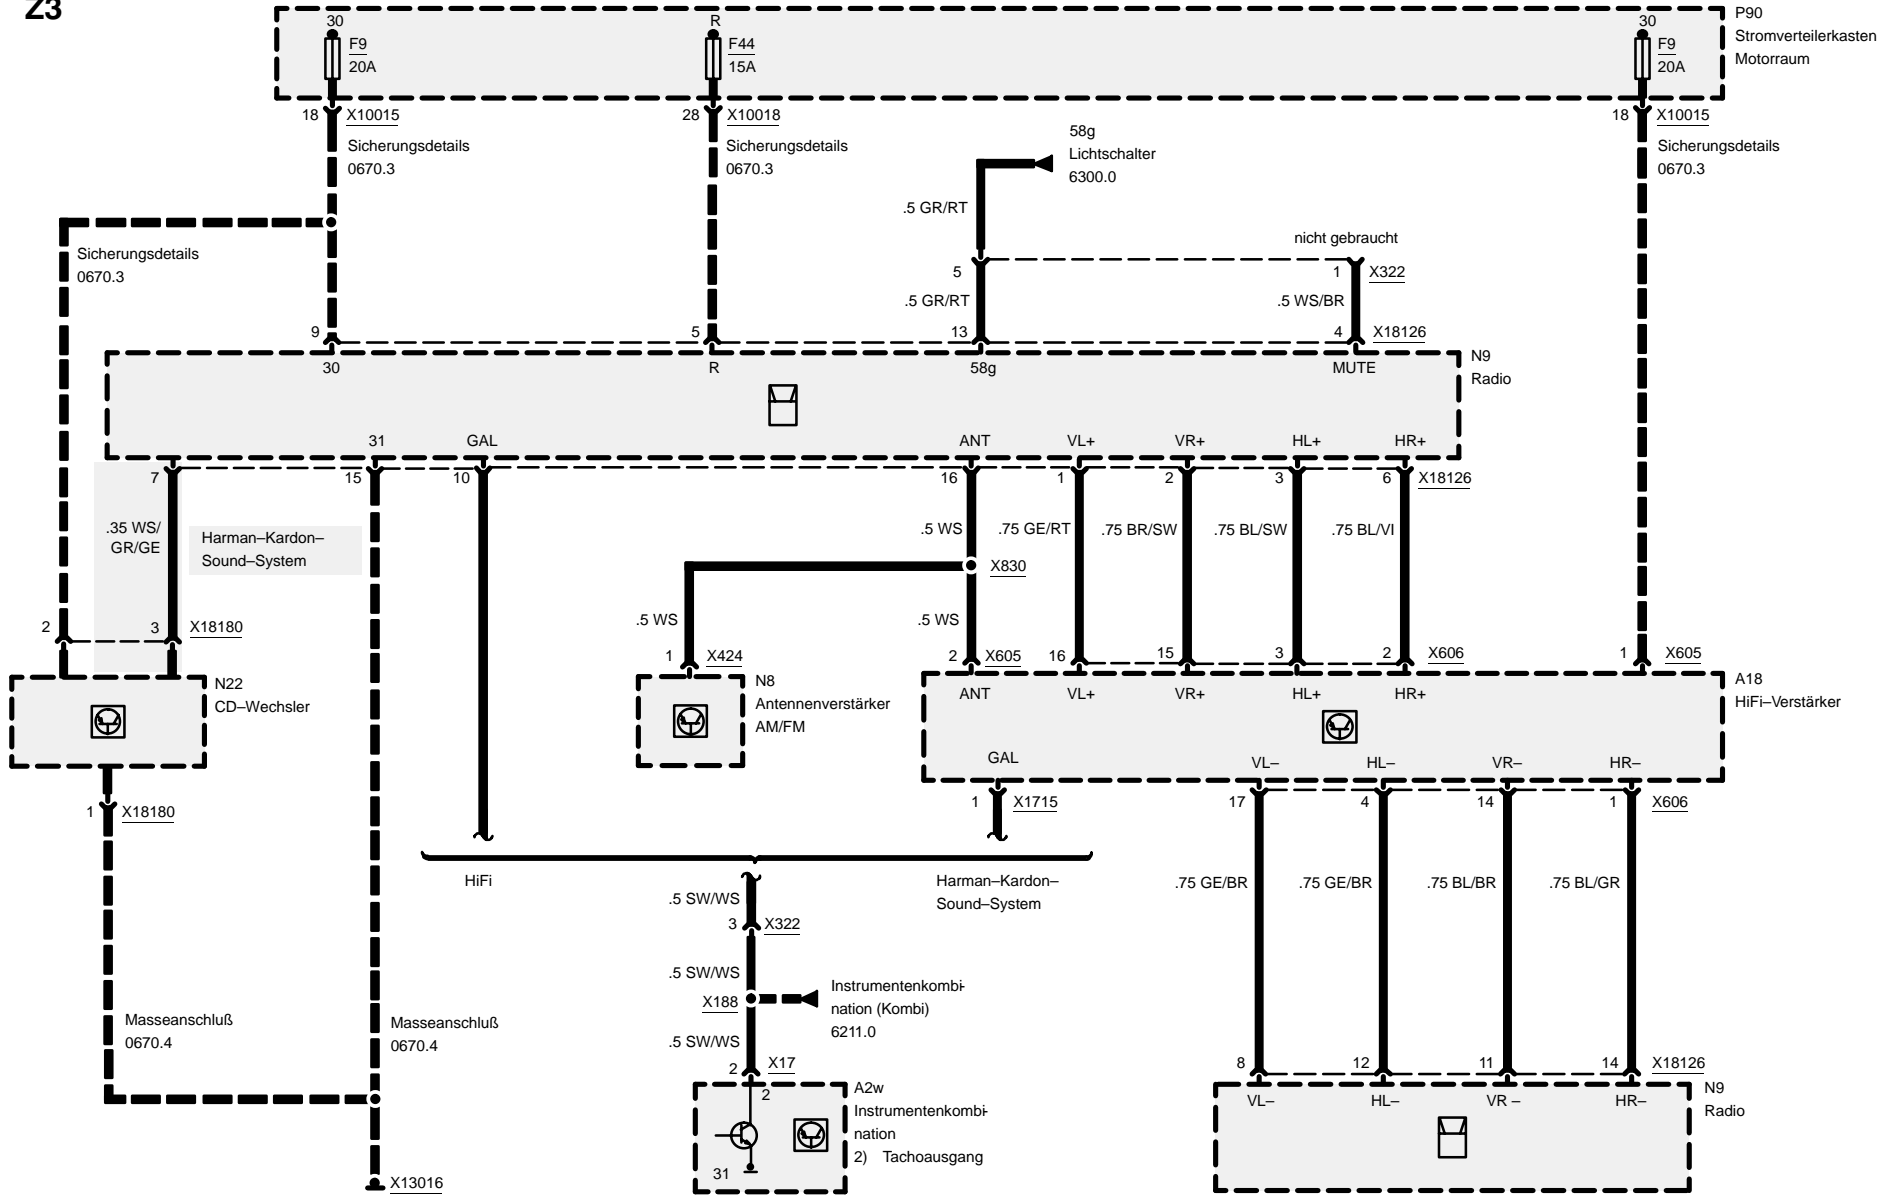 Z3
30
F9
20A
R
F44
15A
30
F9
20A
P90
Stromverteilerkasten
Motorraum
18
X10015
Sicherungsdetails
0670.3
28
X10018
Sicherungsdetails
0670.3
18
X10015
Sicherungsdetails
0670.3
58g
Lichtschalter
6300.0
.5 GR/RT
Sicherungsdetails
0670.3
nicht gebraucht
5
1
X322
.5 GR/RT
.5 WS/BR
9
5
13
4
X18126
30
R
58g
MUTE
N9
Radio
31
GAL
ANT
VL+
VR+
HL+
HR+
7
15
10
16
1
2
3
6
X18126
.35 WS/
GR/GE
Harman–Kardon–
Sound–System
.5 WS
.75 GE/RT
.75 BR/SW
.75 BL/SW
.75 BL/VI
X830
.5 WS
.5 WS
2
3
X18180
1
X424
2
X605
16
15
3
2
X606
1
X605
N22
CD–Wechsler
N8
Antennenverstärker
AM/FM
ANT
VL+
VR+
HL+
HR+
A18
HiFi–Verstärker
GAL
VL–
HL–
VR–
HR–
1
X18180
1
X1715
17
4
14
1
X606
HiFi
Harman–Kardon–
Sound–System
.5 SW/WS
3
X322
.75 GE/BR
.75 GE/BR
.75 BL/BR
.75 BL/GR
.5 SW/WS
X188
Instrumentenkombi-
nation (Kombi)
6211.0
.5 SW/WS
Masseanschluß
0670.4
Masseanschluß
0670.4
2
X17
8
12
11
14
X18126
2
31
A2w
Instrumentenkombi-
nation
2) Tachoausgang
VL–
HL–
VR –
HR–
N9
Radio
X13016